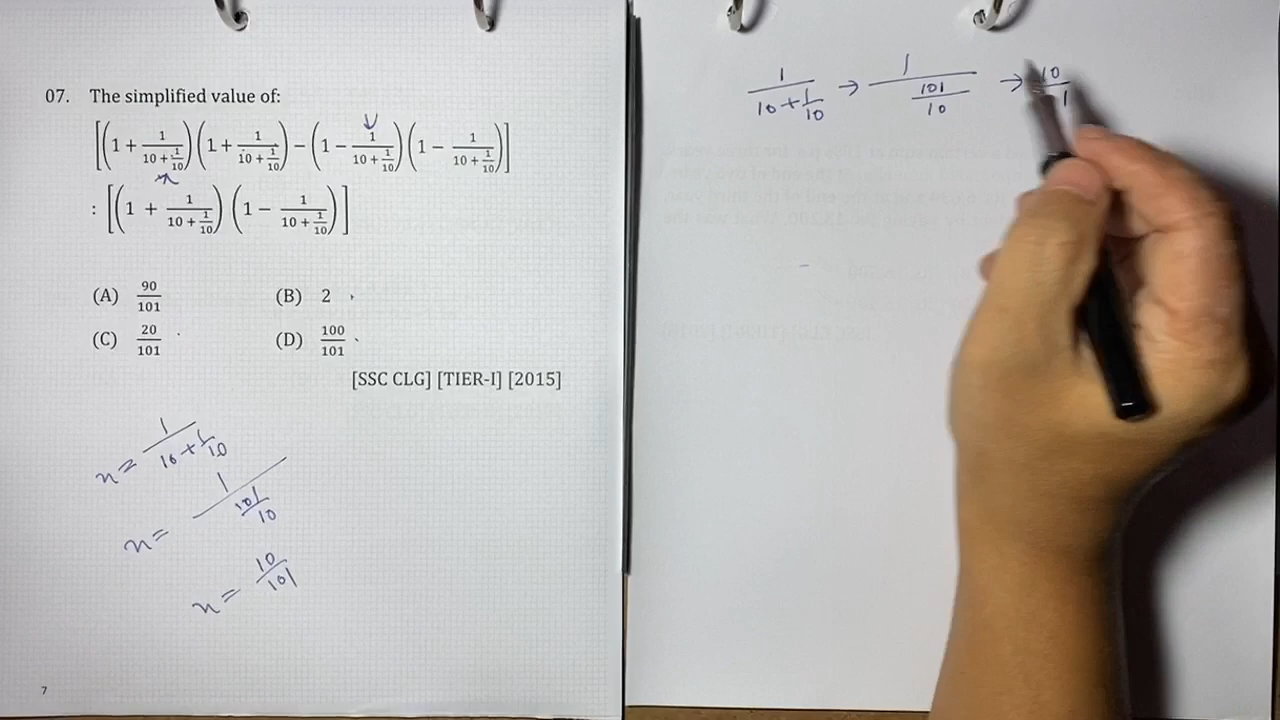 07. The simplified value of:
[(1 + 1/(10 + 1/10)) (1 + 1/(10 + 1/10)) − (1 − 1/(10 + 1/10)) (1 − 1/(10 + 1/10))]
x
: [(1 + 1/(10 + 1/10)) (1 − 1/(10 + 1/10))]
(A) 90/101 (B) 2
(C) 20/101 (D) 100/101
[SSC CLG] [TIER-I] [2015]
x = 1/(10 + 1/10)
x = 1/(101/10)
x = 10/101
7
1/(10 + 1/10) → 1/(101/10) → 10